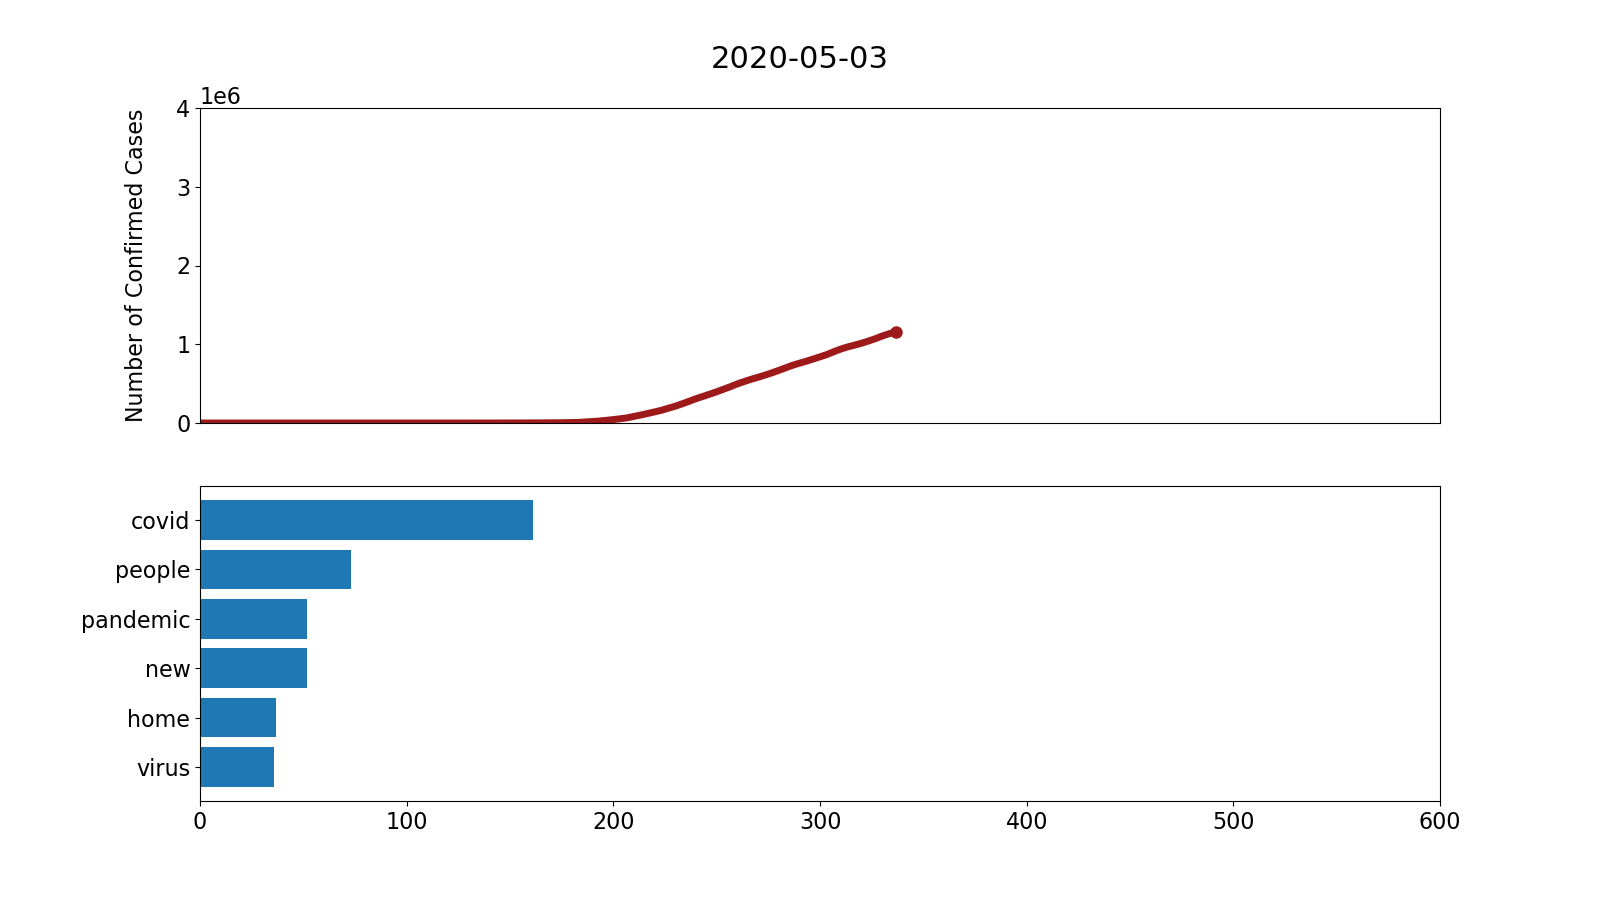 2020-05-03
1e6
4
3
2
1
0
Number of Confirmed Cases
covid
people
pandemic
new
home
virus
0 100 200 300 400 500 600